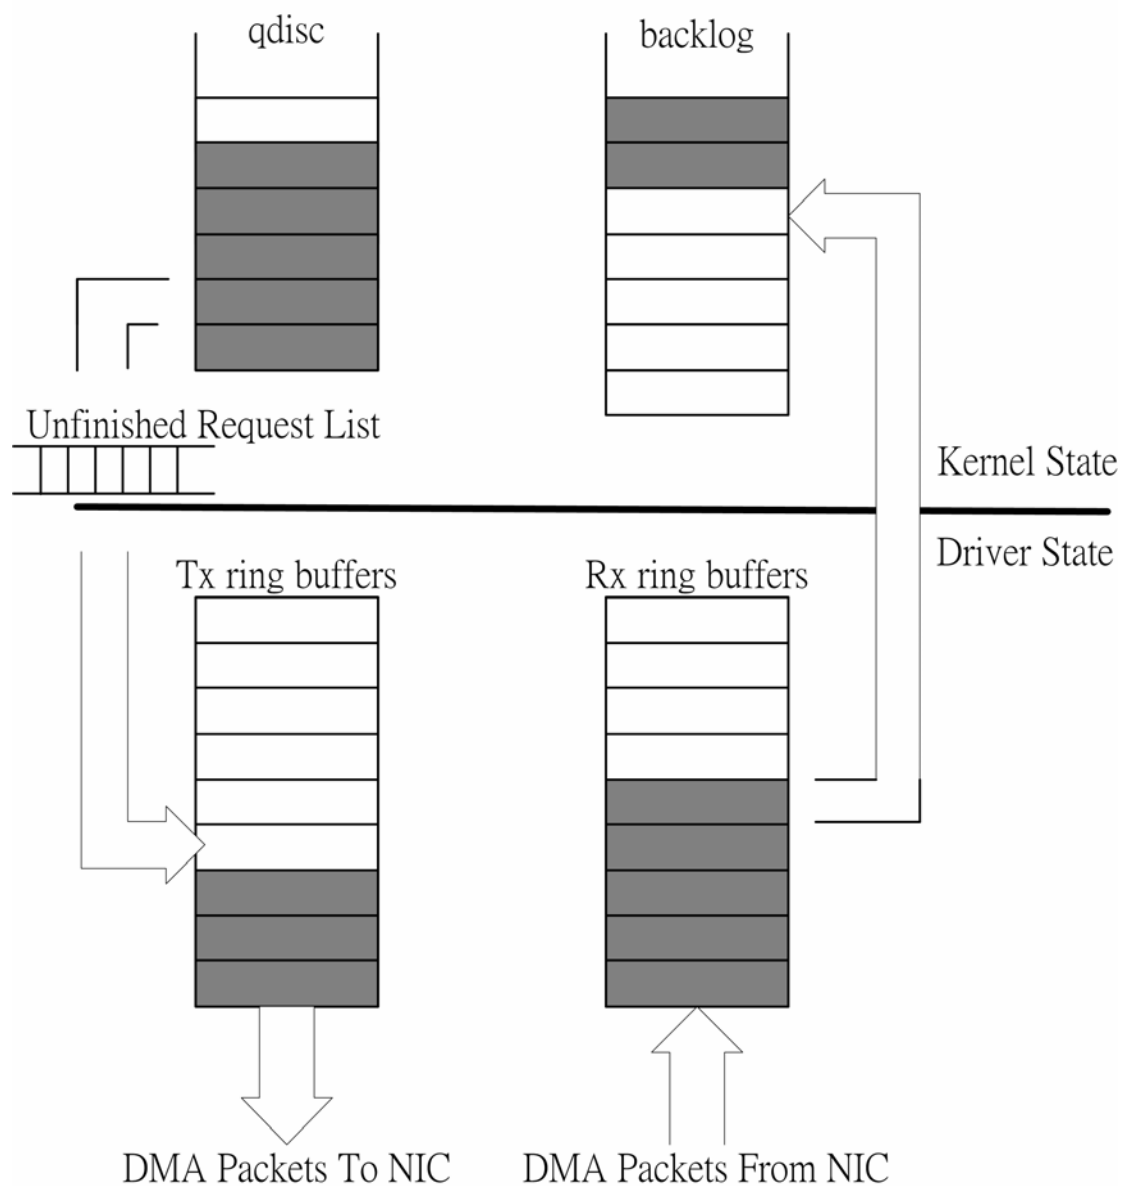 qdisc
backlog
Unfinished Request List
Kernel State
Driver State
Tx ring buffers
Rx ring buffers
DMA Packets To NIC
DMA Packets From NIC